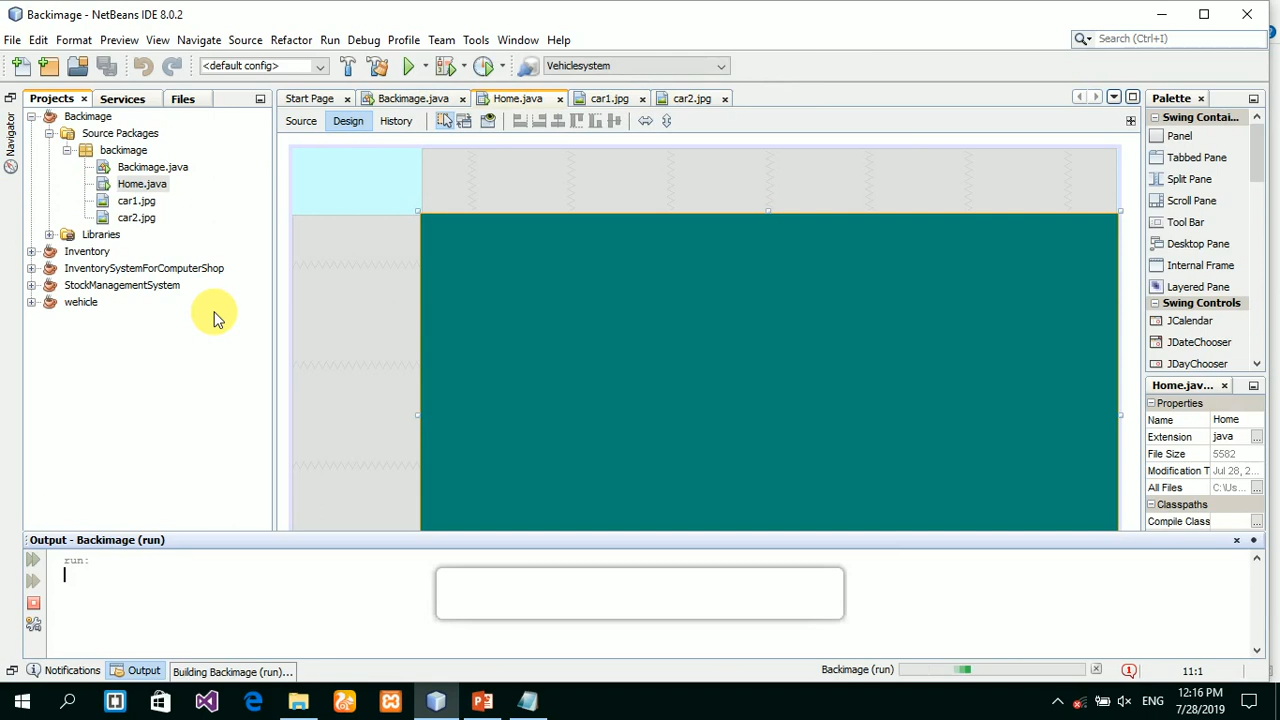 Backimage - NetBeans IDE 8.0.2
File Edit Format Preview View Navigate Source Refactor Run Debug Profile Team Tools Window Help
Search (Ctrl+I)
<default config>
Vehiclesystem
Projects
Services
Files
Start Page
Backimage.java
Home.java
car1.jpg
car2.jpg
Palette
Navigator
Source
Design
History
Backimage
Source Packages
backimage
Backimage.java
Home.java
car1.jpg
car2.jpg
Libraries
Inventory
InventorySystemForComputerShop
StockManagementSystem
wehicle
Swing Contai...
Panel
Tabbed Pane
Split Pane
Scroll Pane
Tool Bar
Desktop Pane
Internal Frame
Layered Pane
Swing Controls
JCalendar
JDateChooser
JDayChooser
Home.jav...
Properties
Name Home
Extension java
File Size 5582
Modification T Jul 28, 2...
All Files C:\Us...
Classpaths
Compile Class
Output - Backimage (run)
run:
Notifications
Output
Building Backimage (run)...
Backimage (run)
11:1
ENG
12:16 PM
7/28/2019